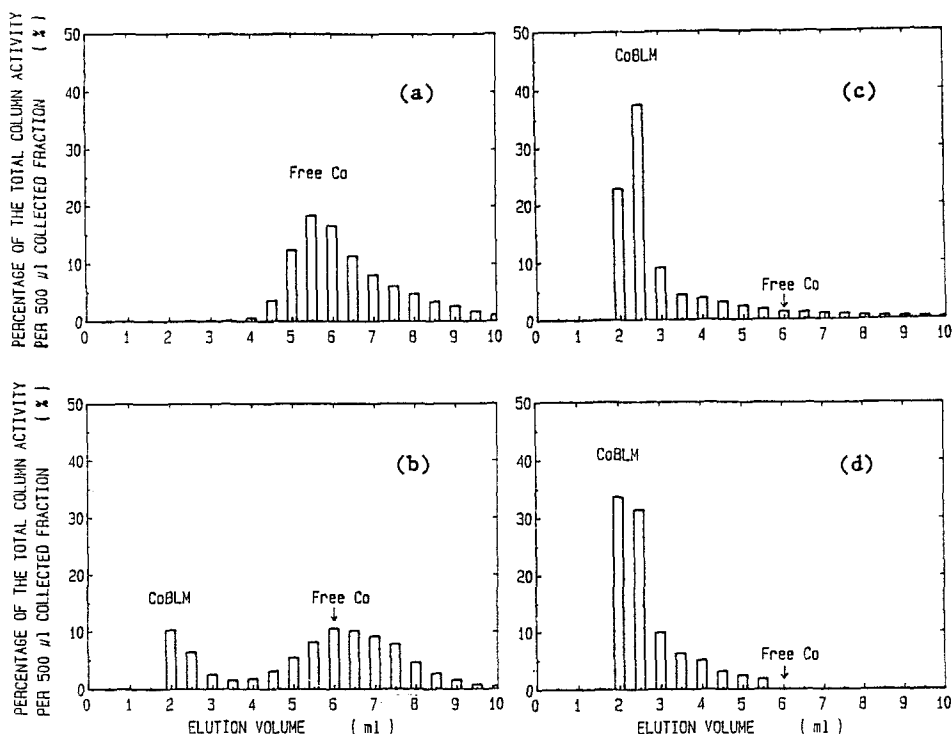 PERCENTAGE OF THE TOTAL COLUMN ACTIVITY
PER 500 µl COLLECTED FRACTION ( % )
50
40
30
20
10
0
(a)
Free Co
0 1 2 3 4 5 6 7 8 9 10
50
40
30
20
10
0
CoBLM
(c)
Free Co
0 1 2 3 4 5 6 7 8 9 10
PERCENTAGE OF THE TOTAL COLUMN ACTIVITY
PER 500 µl COLLECTED FRACTION ( % )
50
40
30
20
10
0
(b)
CoBLM
Free Co
0 1 2 3 4 5 6 7 8 9 10
ELUTION VOLUME ( ml )
50
40
30
20
10
0
CoBLM
(d)
Free Co
0 1 2 3 4 5 6 7 8 9 10
ELUTION VOLUME ( ml )